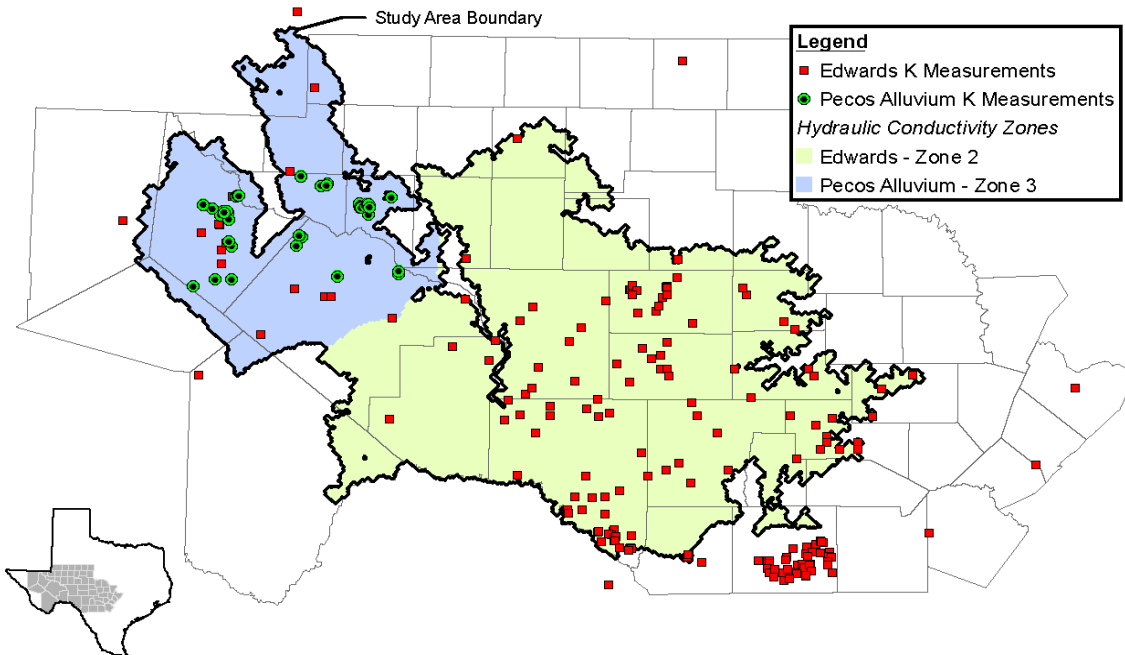 Study Area Boundary
Legend
Edwards K Measurements
Pecos Alluvium K Measurements
Hydraulic Conductivity Zones
Edwards - Zone 2
Pecos Alluvium - Zone 3